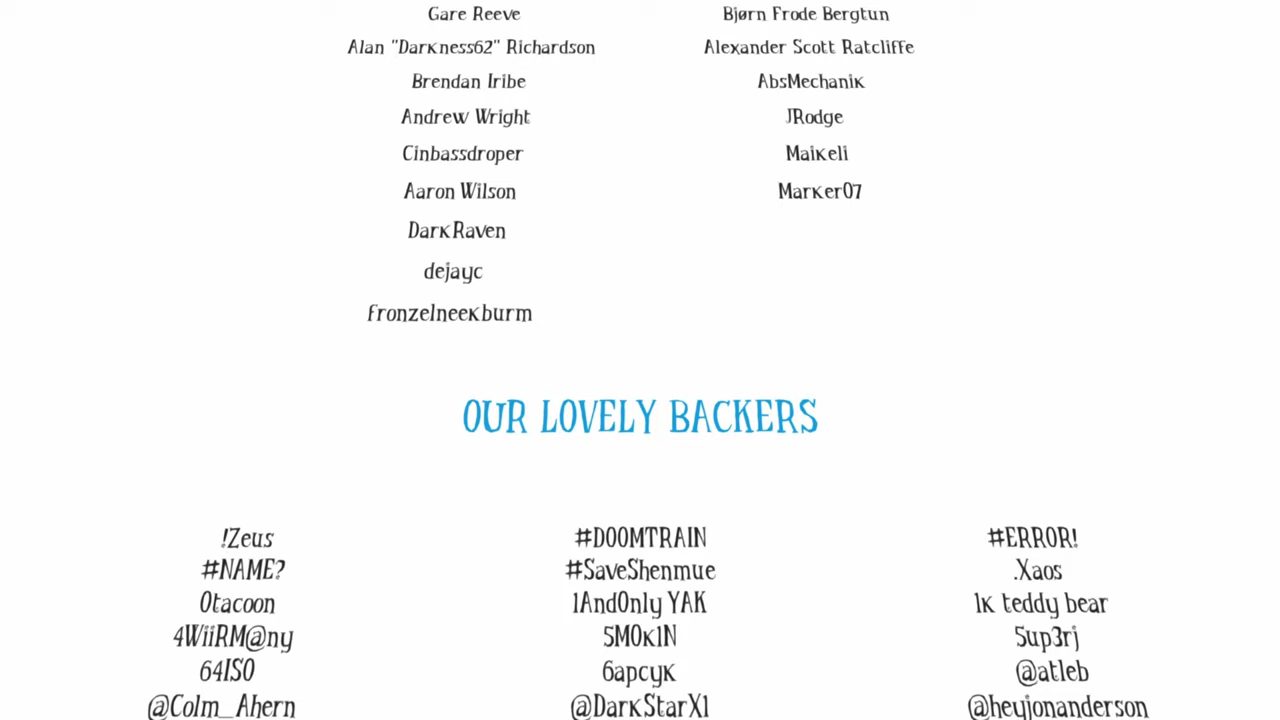 Gare Reeve Bjørn Frode Bergtun
Alan "Darkness62" Richardson Alexander Scott Ratcliffe
Brendan Iribe AbsMechanik
Andrew Wright JRodge
Cinbassdroper Maikeli
Aaron Wilson Marker07
DarkRaven
dejayc
fronzelneekburm
OUR LOVELY BACKERS
!Zeus #DOOMTRAIN #ERROR!
#NAME? #SaveShenmue .Xaos
0tacoon 1AndOnly YAK 1k teddy bear
4WiiRM@ny 5M0k1N 5up3rj
64ISO 6apcyk @atleb
@Colm_Ahern @DarkStarX1 @heyjonanderson